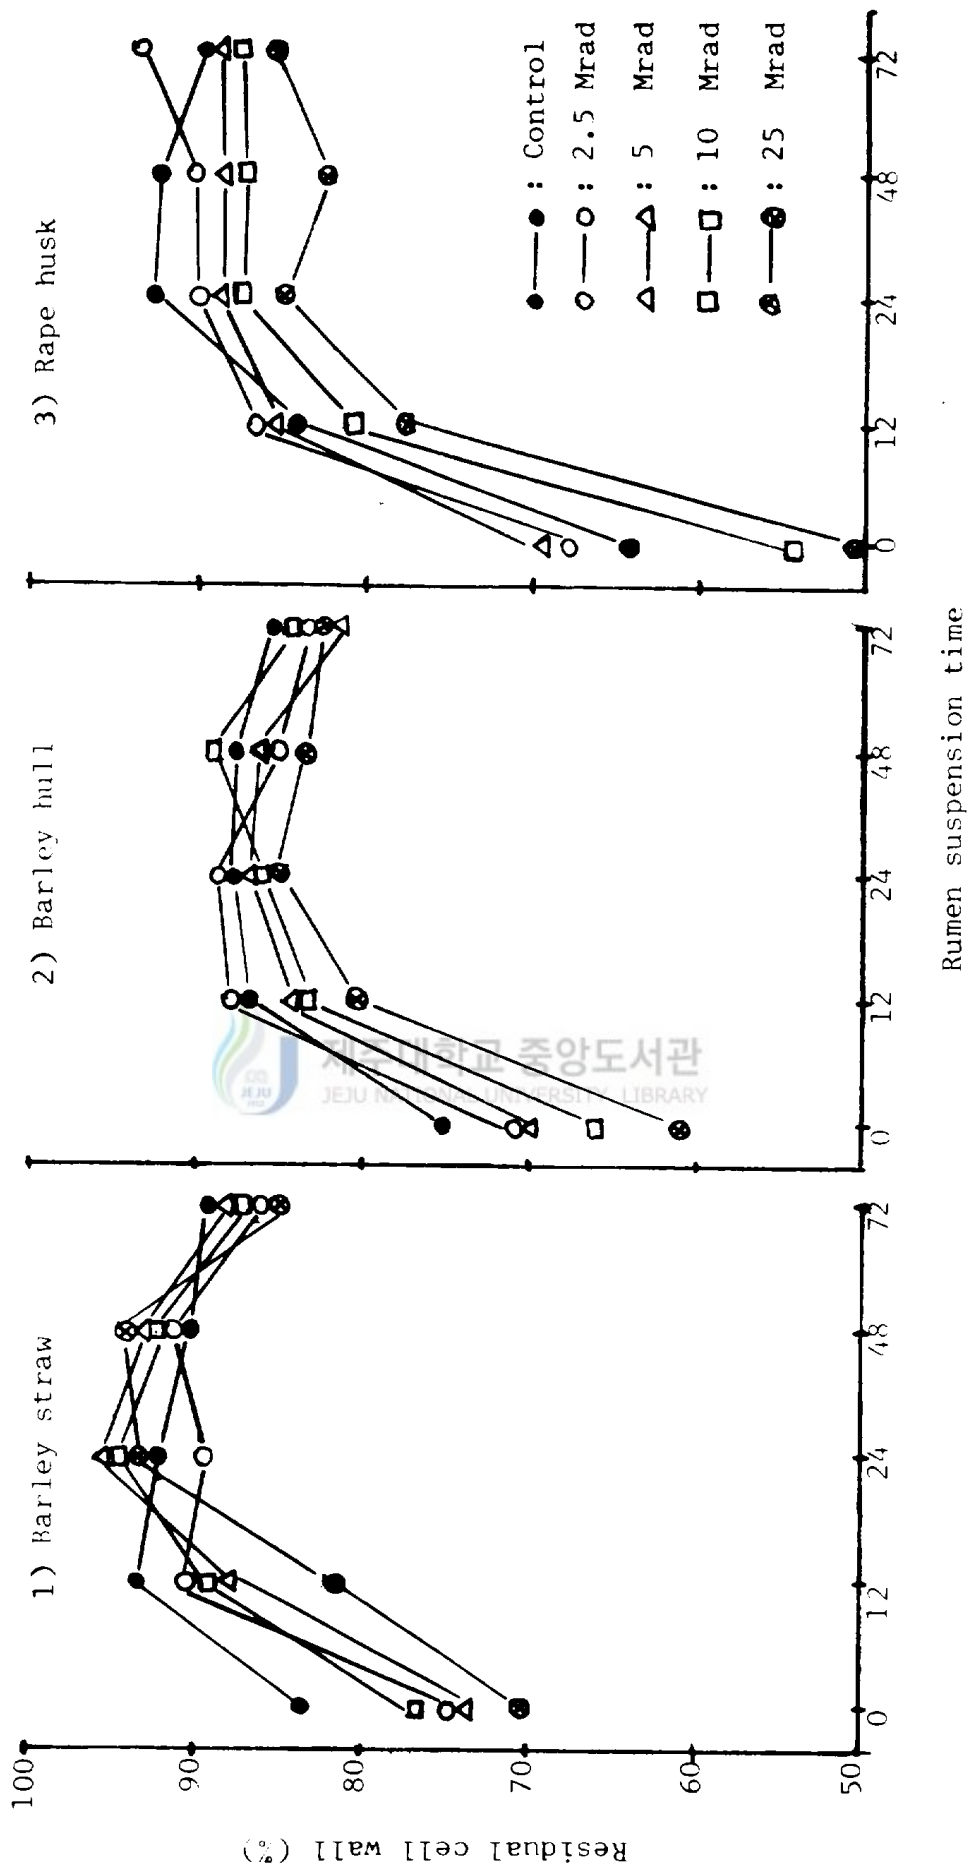 1) Barley straw
2) Barley hull
3) Rape husk
100
90
80
70
60
50
Residual cell wall (%)
0 12 24 48 72
0 12 24 48 72
0 12 24 48 72
Rumen suspension time
: Control
: 2.5 Mrad
: 5 Mrad
: 10 Mrad
: 25 Mrad
제주대학교 중앙도서관
JEJU NATIONAL UNIVERSITY LIBRARY
JEJU
1952